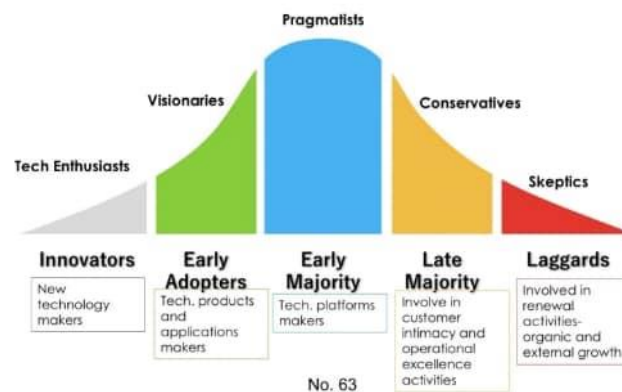 Pragmatists
Visionaries
Conservatives
Tech Enthusiasts
Skeptics
Innovators
New
technology
makers
Early
Adopters
Tech. products
and
applications
makers
Early
Majority
Tech. platforms
makers
Late
Majority
Involve in
customer
intimacy and
operational
excellence
activities
Laggards
Involved in
renewal
activities-
organic and
external growth
No. 63